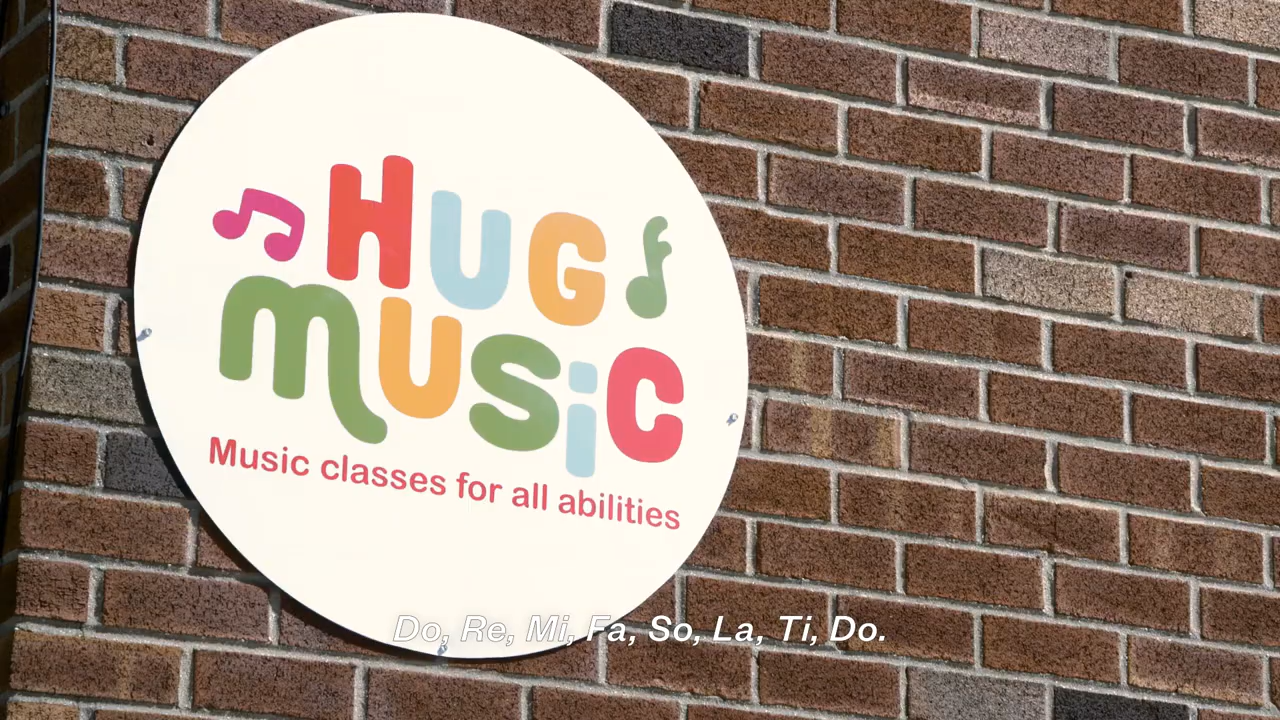 HUG
MUSiC
Music classes for all abilities
Do, Re, Mi, Fa, So, La, Ti, Do.